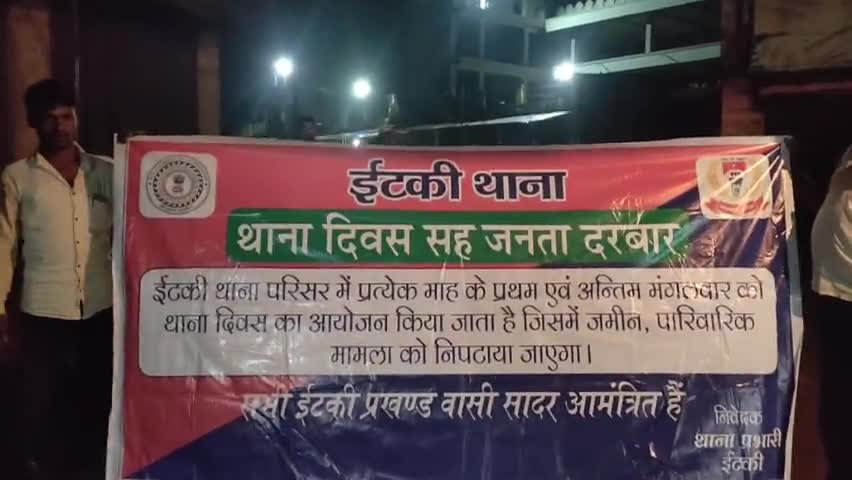 ईटकी थाना
थाना दिवस सह जनता दरबार
ईटकी थाना परिसर में प्रत्येक माह के प्रथम एवं अन्तिम मंगलवार को
थाना दिवस का आयोजन किया जाता है जिसमें जमीन, पारिवारिक
मामला को निपटाया जाएगा।
सभी ईटकी प्रखण्ड वासी सादर आमंत्रित हैं
निवेदक
थाना प्रभारी
ईटकी